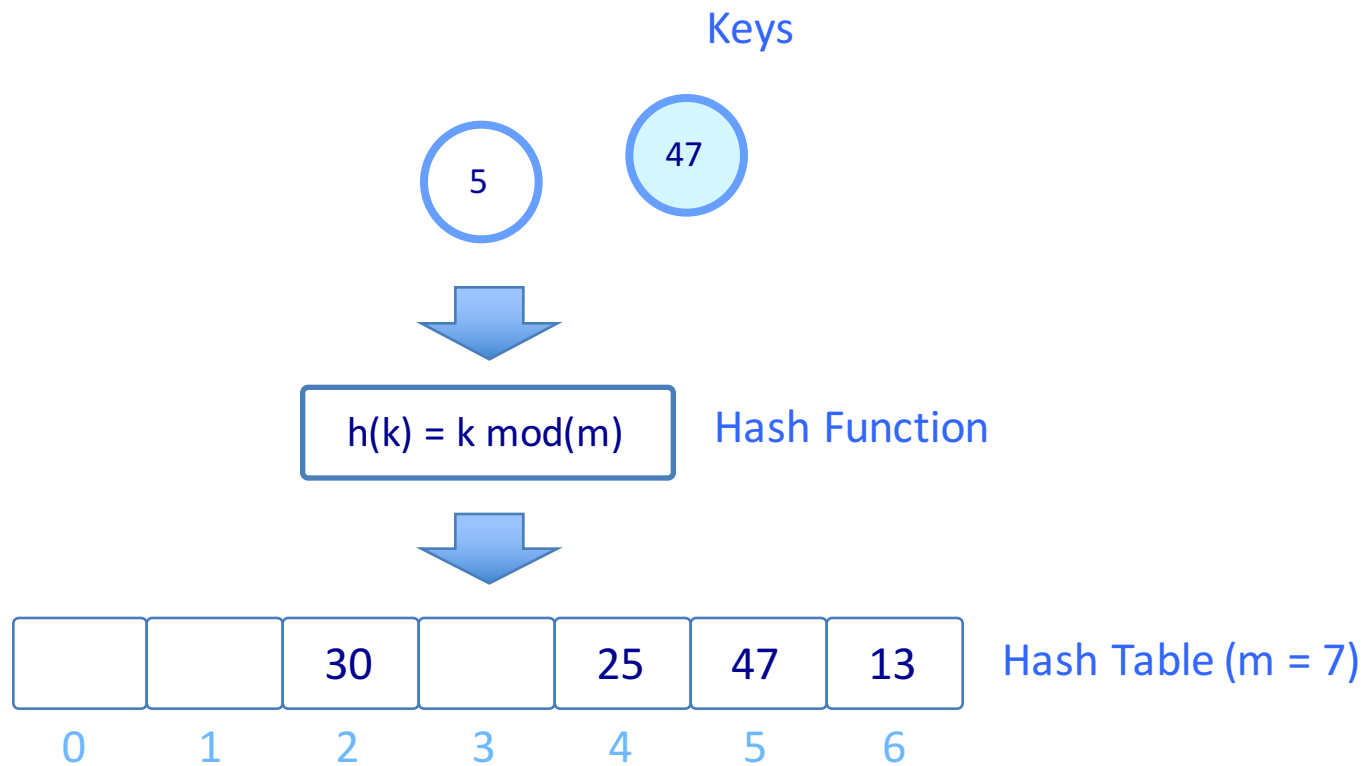 Keys
5
47
h(k) = k mod(m)
Hash Function
30 25 47 13
Hash Table (m = 7)
0 1 2 3 4 5 6